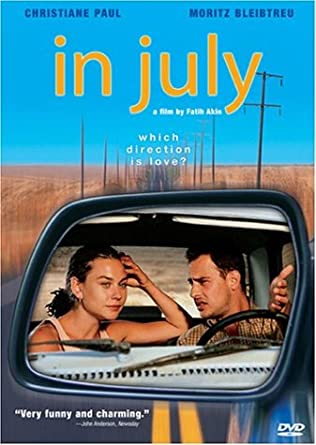 CHRISTIANE PAUL MORITZ BLEIBTREU
in july
a film by Fatih Akin
which
direction
is love?
"Very funny and charming."
—John Anderson, Newsday
DVD